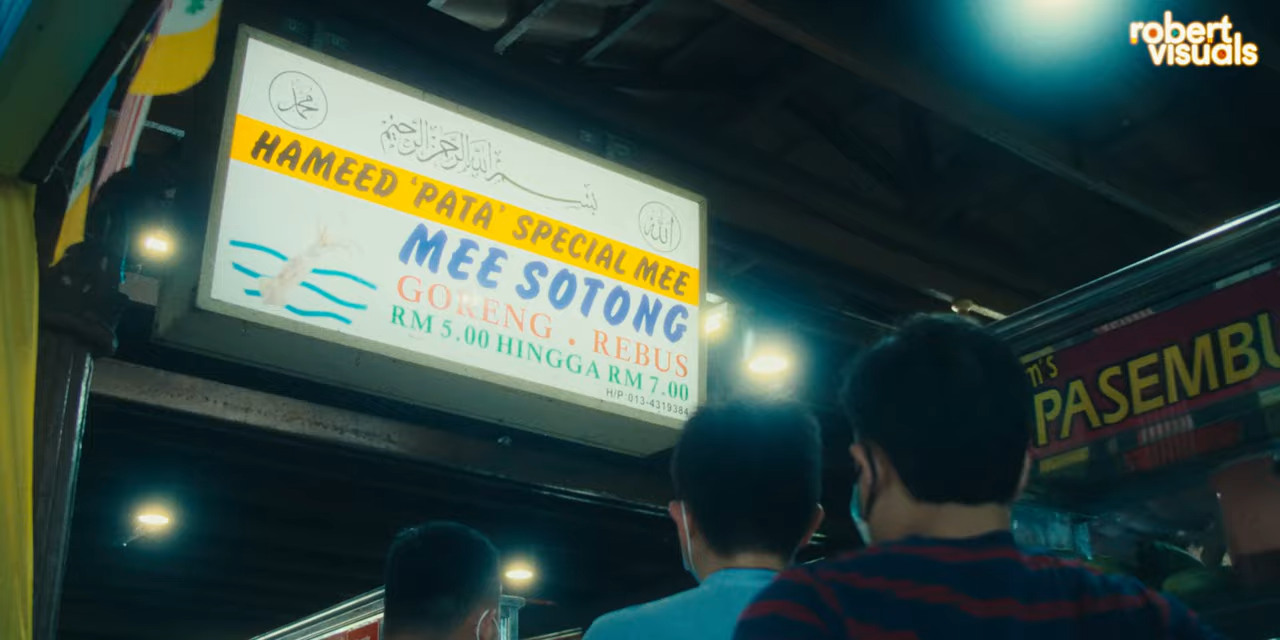 robert
visuals
محمد
بسم الله الرحمن الرحيم
الله
HAMEED 'PATA' SPECIAL MEE
MEE SOTONG
GORENG . REBUS
RM 5.00 HINGGA RM 7.00
H/P:013-4319384
PASEMBU